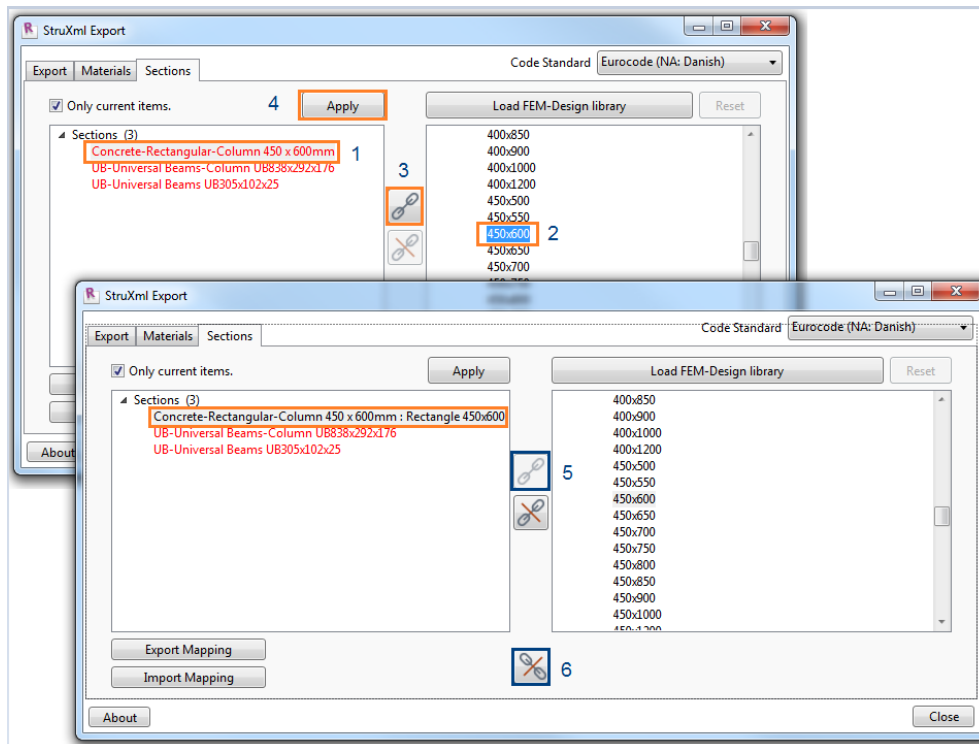 StruXml Export
Code Standard Eurocode (NA: Danish)
Export Materials Sections
Only current items. 4 Apply Load FEM-Design library Reset
Sections (3)
Concrete-Rectangular-Column 450 x 600mm 1
UB-Universal Beams-Column UB838x292x176
UB-Universal Beams UB305x102x25
3
400x850
400x900
400x1000
400x1200
450x500
450x550
450x600 2
450x650
450x700
About
StruXml Export
Code Standard Eurocode (NA: Danish)
Export Materials Sections
Only current items. Apply Load FEM-Design library Reset
Sections (3)
Concrete-Rectangular-Column 450 x 600mm : Rectangle 450x600
UB-Universal Beams-Column UB838x292x176
UB-Universal Beams UB305x102x25
5
400x850
400x900
400x1000
400x1200
450x500
450x550
450x600
450x650
450x700
450x750
450x800
450x850
450x900
450x1000
450x1200
Export Mapping
Import Mapping
6
About Close